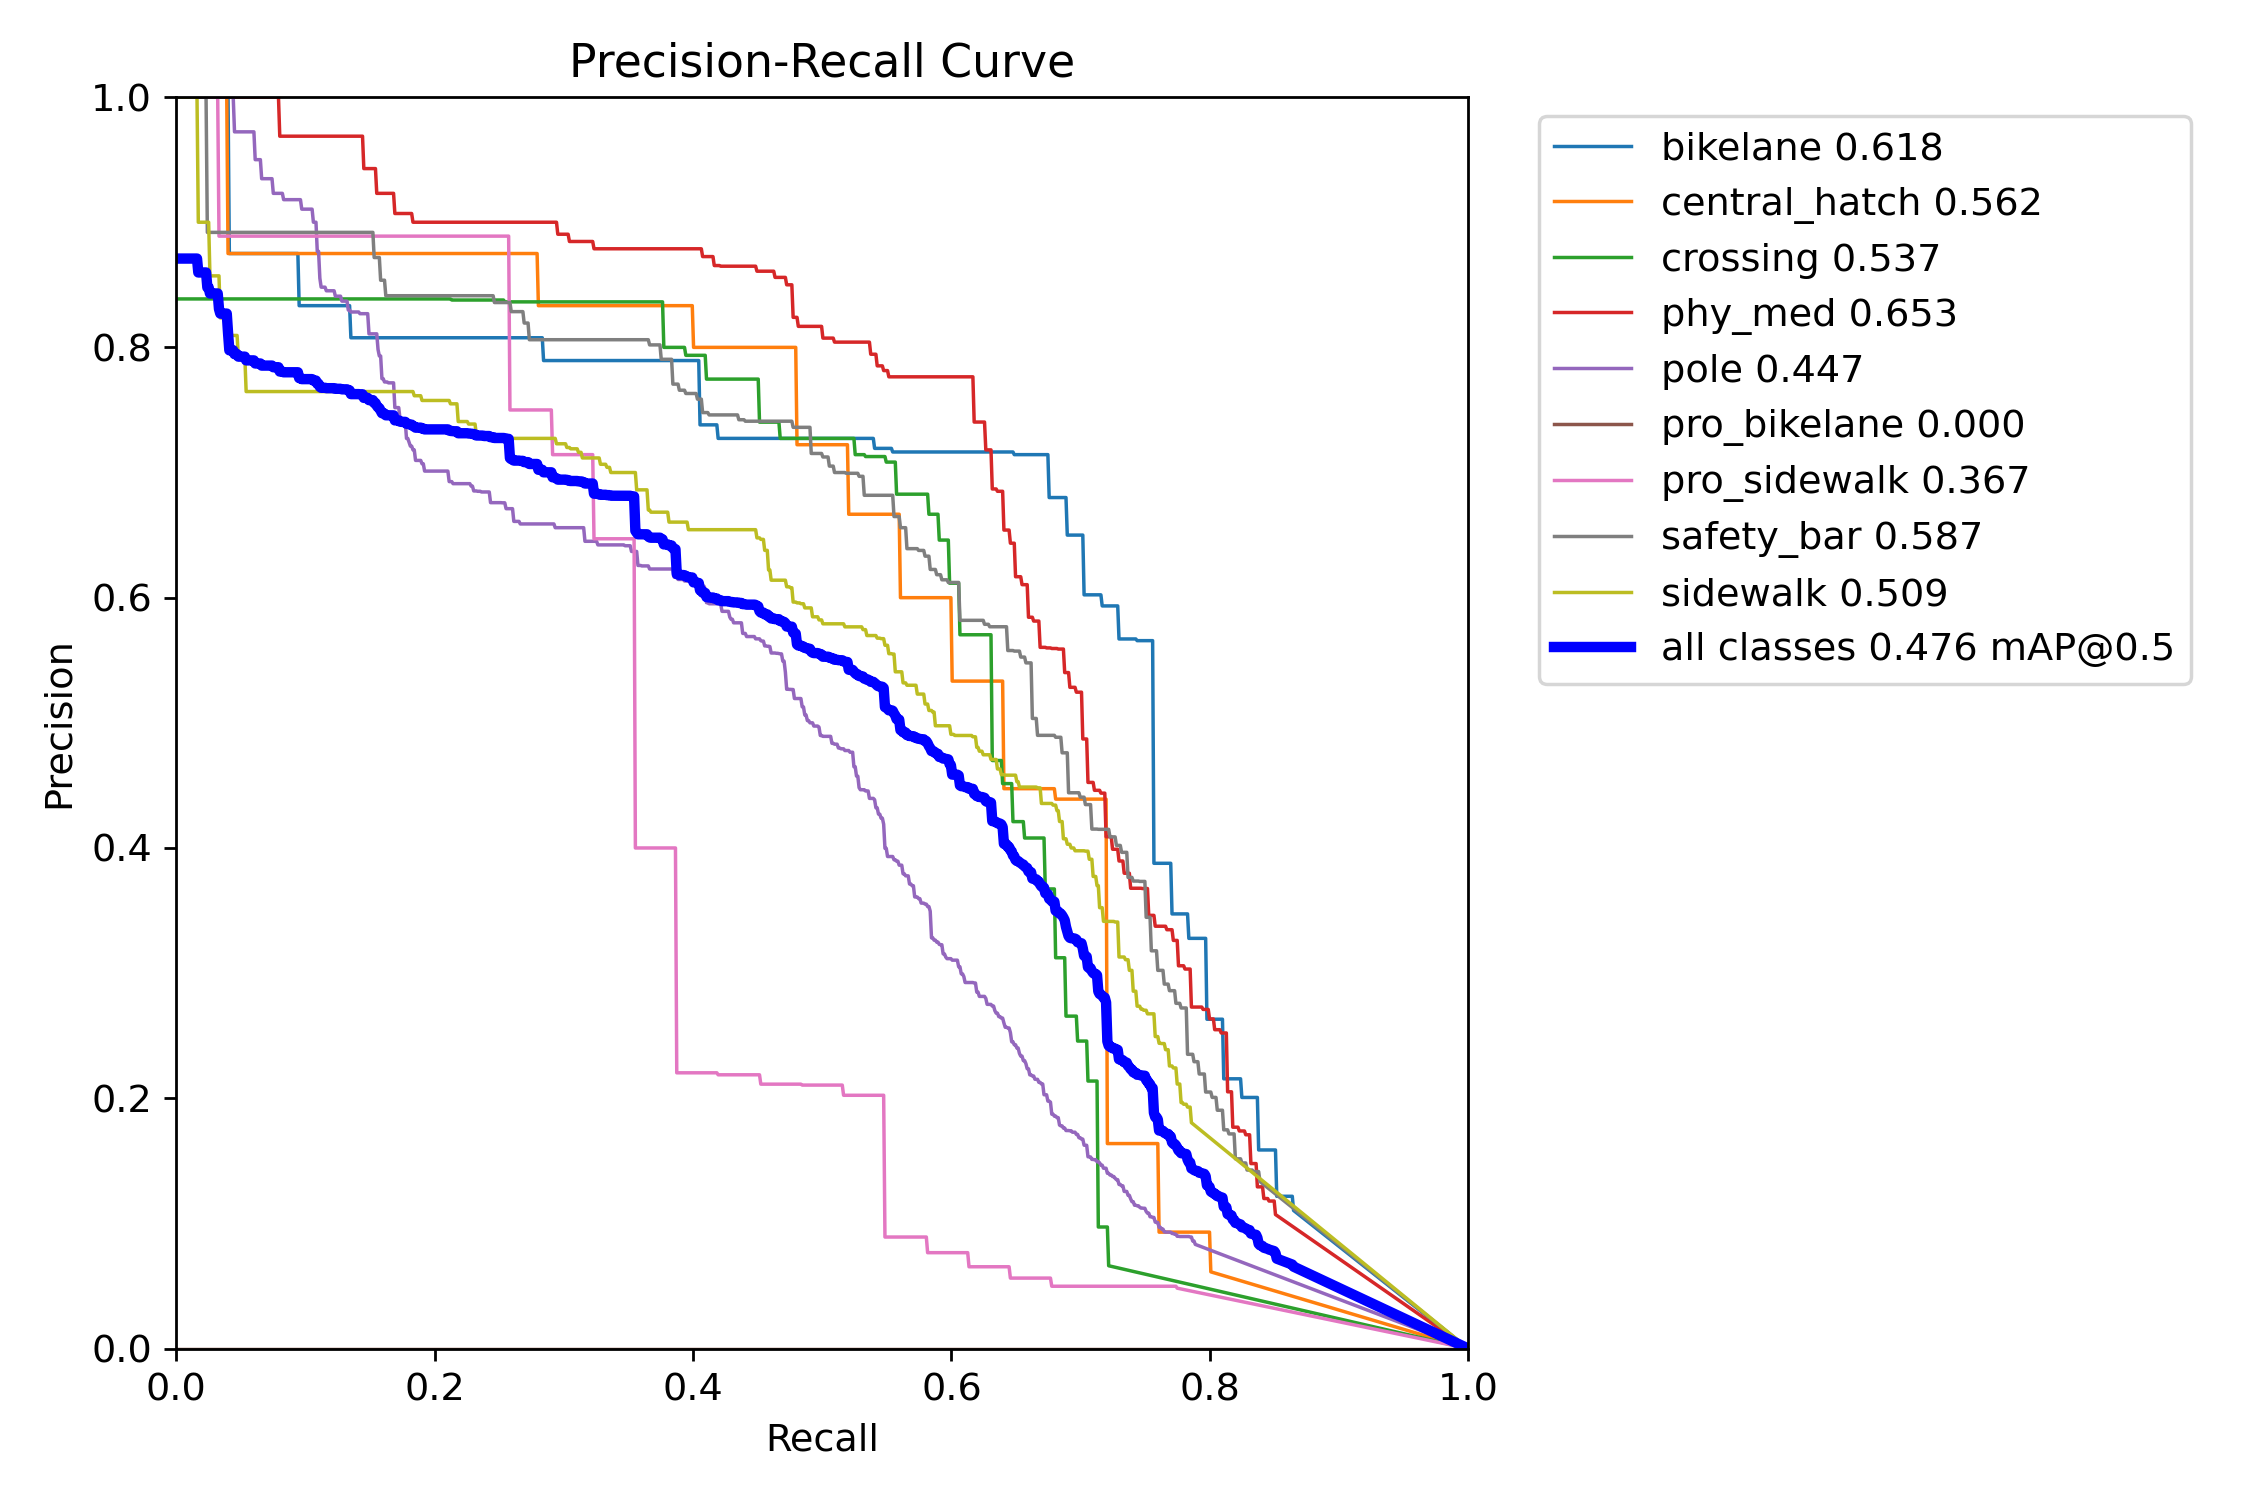 Precision-Recall Curve
1.0
0.8
0.6
0.4
0.2
0.0
Precision
0.0 0.2 0.4 0.6 0.8 1.0
Recall
bikelane 0.618
central_hatch 0.562
crossing 0.537
phy_med 0.653
pole 0.447
pro_bikelane 0.000
pro_sidewalk 0.367
safety_bar 0.587
sidewalk 0.509
all classes 0.476 mAP@0.5